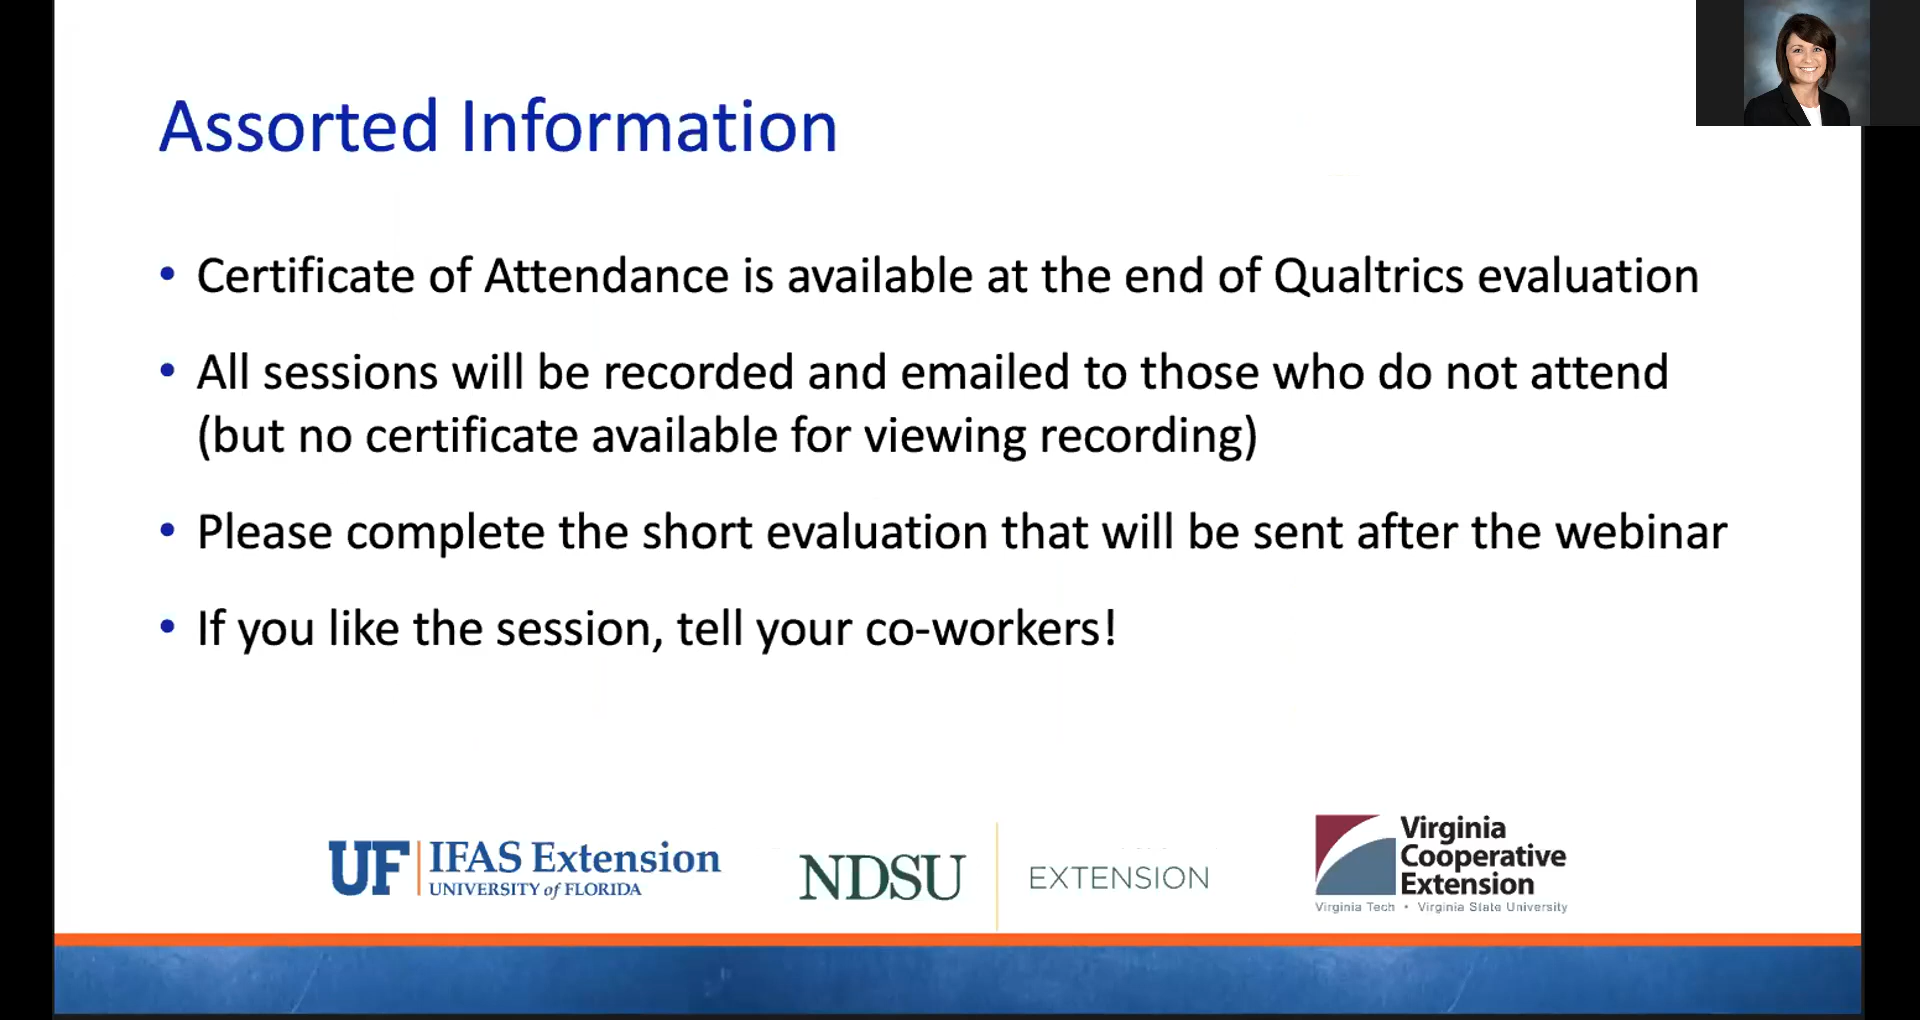 Assorted Information
• Certificate of Attendance is available at the end of Qualtrics evaluation
• All sessions will be recorded and emailed to those who do not attend
(but no certificate available for viewing recording)
• Please complete the short evaluation that will be sent after the webinar
• If you like the session, tell your co-workers!
UF IFAS Extension
UNIVERSITY of FLORIDA
NDSU EXTENSION
Virginia
Cooperative
Extension
Virginia Tech • Virginia State University